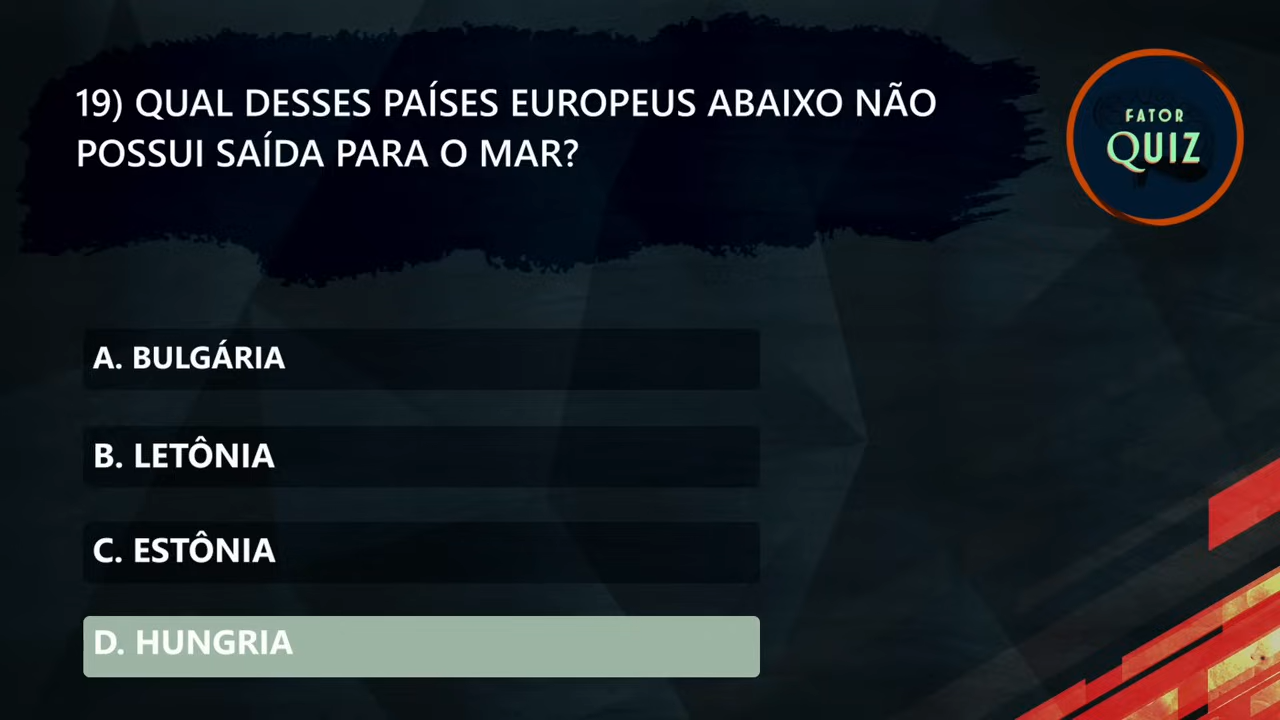 19) QUAL DESSES PAÍSES EUROPEUS ABAIXO NÃO
POSSUI SAÍDA PARA O MAR?
FATOR
QUIZ
A. BULGÁRIA
B. LETÔNIA
C. ESTÔNIA
D. HUNGRIA